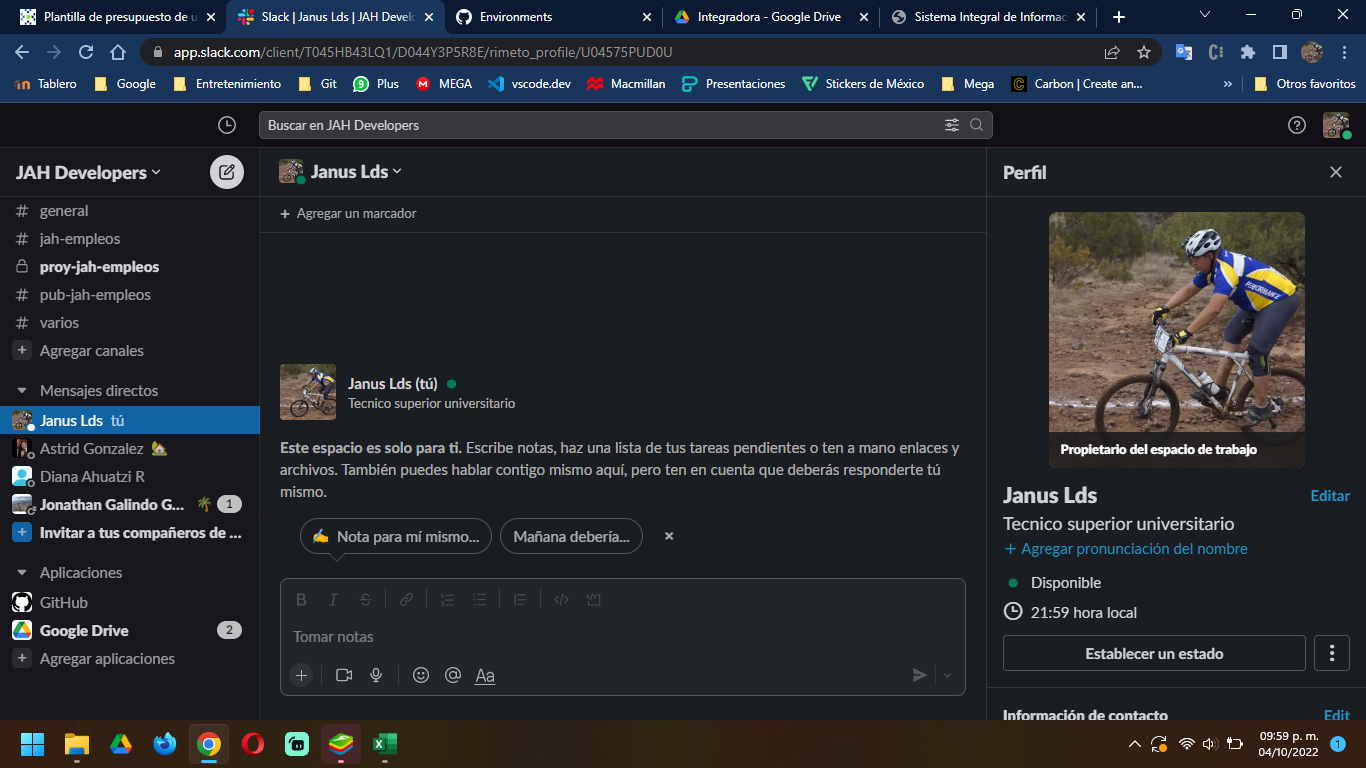 Plantilla de presupuesto de u
Slack | Janus Lds | JAH Develo
Environments
Integradora - Google Drive
Sistema Integral de Informac
app.slack.com/client/T045HB43LQ1/D044Y3P5R8E/rimeto_profile/U04575PUD0U
Tablero
Google
Entretenimiento
Git
9
Plus
MEGA
vscode.dev
Macmillan
Presentaciones
Stickers de México
Mega
Carbon | Create an...
»
Otros favoritos
Buscar en JAH Developers
JAH Developers
# general
# jah-empleos
proy-jah-empleos
# pub-jah-empleos
# varios
+ Agregar canales
Mensajes directos
Janus Lds tú
Astrid Gonzalez
Diana Ahuatzi R
Jonathan Galindo G... 1
+ Invitar a tus compañeros de ...
Aplicaciones
GitHub
Google Drive 2
+ Agregar aplicaciones
Janus Lds
+ Agregar un marcador
Janus Lds (tú)
Tecnico superior universitario
Este espacio es solo para ti. Escribe notas, haz una lista de tus tareas pendientes o ten a mano enlaces y
archivos. También puedes hablar contigo mismo aquí, pero ten en cuenta que deberás responderte tú
mismo.
✍ Nota para mí mismo...
Mañana debería...
B I S
Tomar notas
+ @ Aa
Perfil
PERFORMANCE
Propietario del espacio de trabajo
Janus Lds
Editar
Tecnico superior universitario
+ Agregar pronunciación del nombre
Disponible
21:59 hora local
Establecer un estado
Información de contacto
Edit
09:59 p. m.
04/10/2022
1